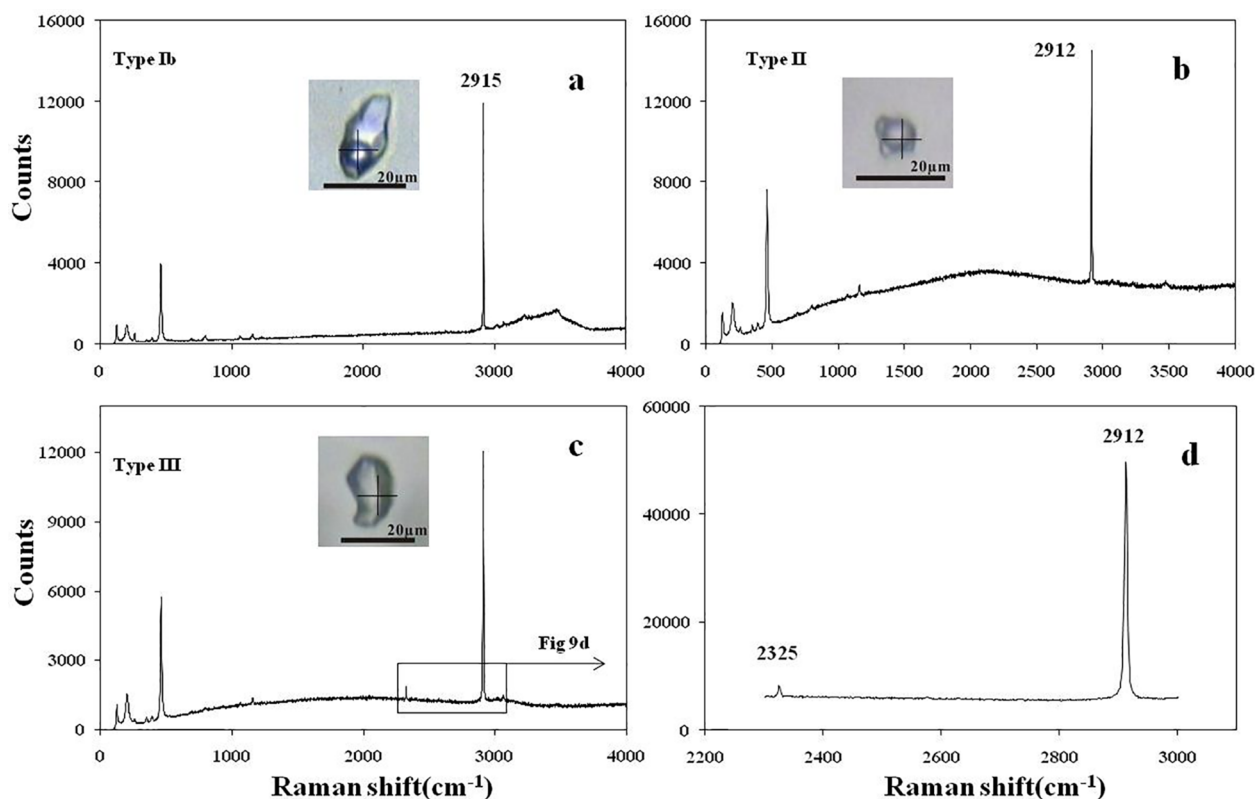 16000
12000
8000
4000
0
Counts
Type Ib
2915
a
20µm
0 1000 2000 3000 4000
16000
12000
8000
4000
0
Type II
2912
b
20µm
0 500 1000 1500 2000 2500 3000 3500 4000
12000
9000
6000
3000
0
Counts
Type III
c
20µm
Fig 9d
0 1000 2000 3000 4000
Raman shift(cm-1)
60000
40000
20000
0
2912
d
2325
2200 2400 2600 2800 3000
Raman shift(cm-1)